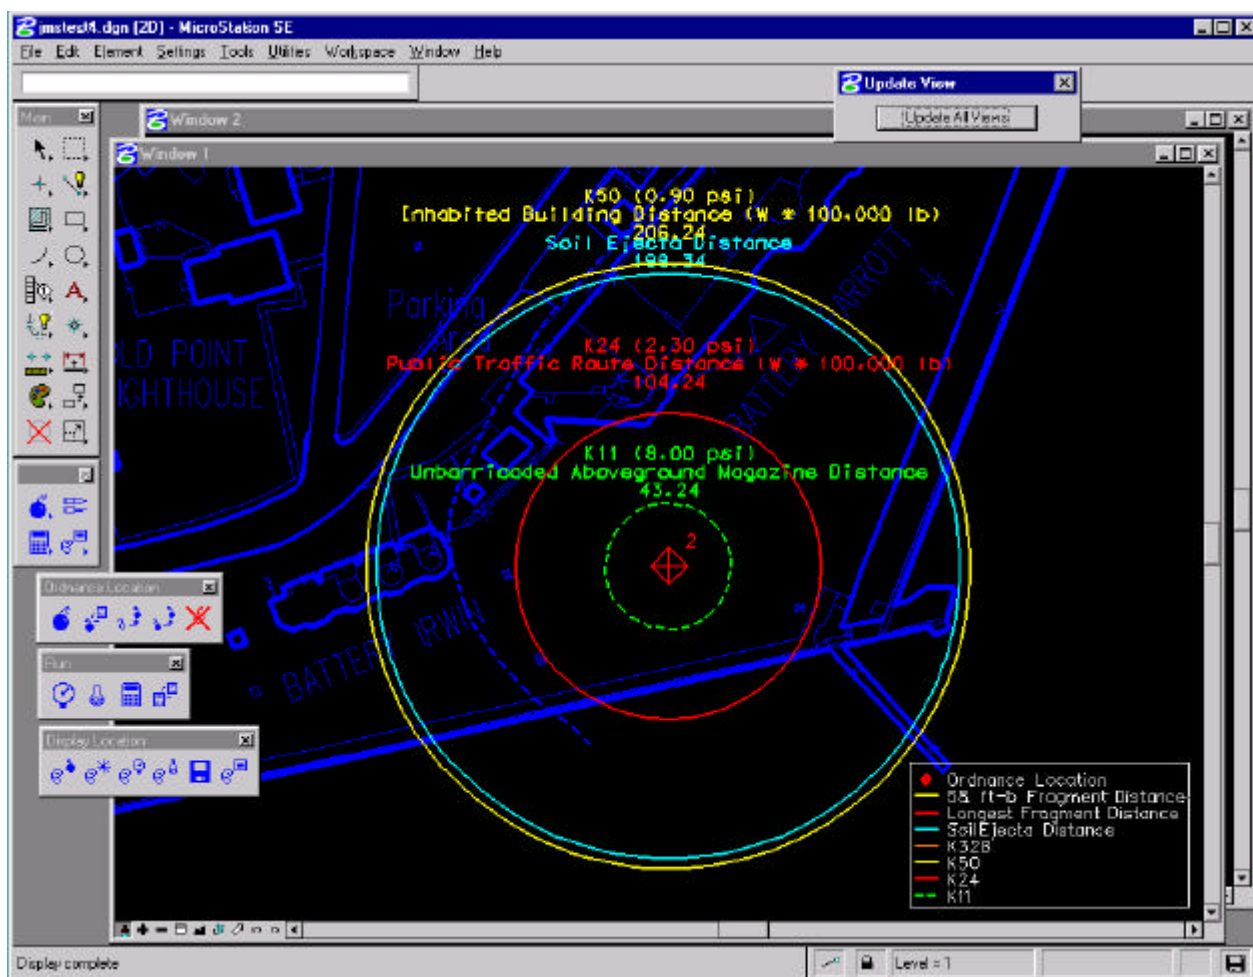 jmstest4.dgn [2D] - MicroStation SE
File Edit Element Settings Tools Utilities Workspace Window Help
Update View
Update All Views
Main
Window 2
Window 1
K50 (0.90 psi)
Inhabited Building Distance (W * 100,000 lb)
206.24
Soil Ejecta Distance
199.34
Parking
Area
BATTERY PARROTT
OLD POINT
LIGHTHOUSE
K24 (2.30 psi)
Public Traffic Route Distance (W * 100,000 lb)
104.24
K11 (8.00 psi)
Unbarricaded Aboveground Magazine Distance
43.24
2
Ordnance Location
BATTERY IRWIN
Run
Display Location
Ordnance Location
58 ft-lb Fragment Distance
Longest Fragment Distance
Soil Ejecta Distance
K328
K50
K24
K11
Display complete
Level = 1